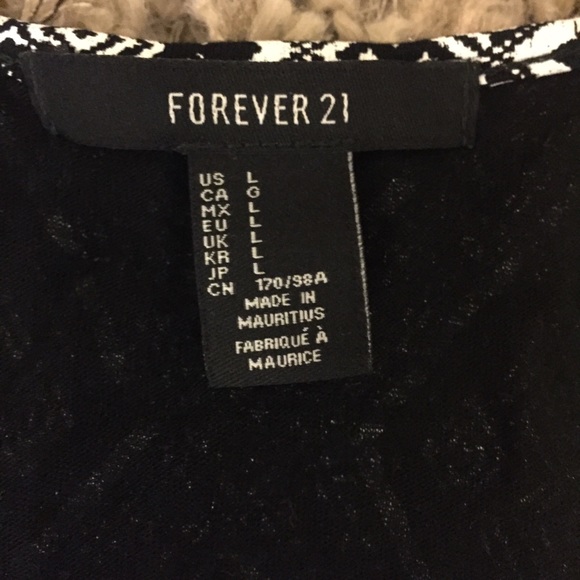 FOREVER 21
US L
CA G
MX L
EU L
UK L
KR L
JP L
CN 170/98A
MADE IN
MAURITIUS
FABRIQUÉ À
MAURICE